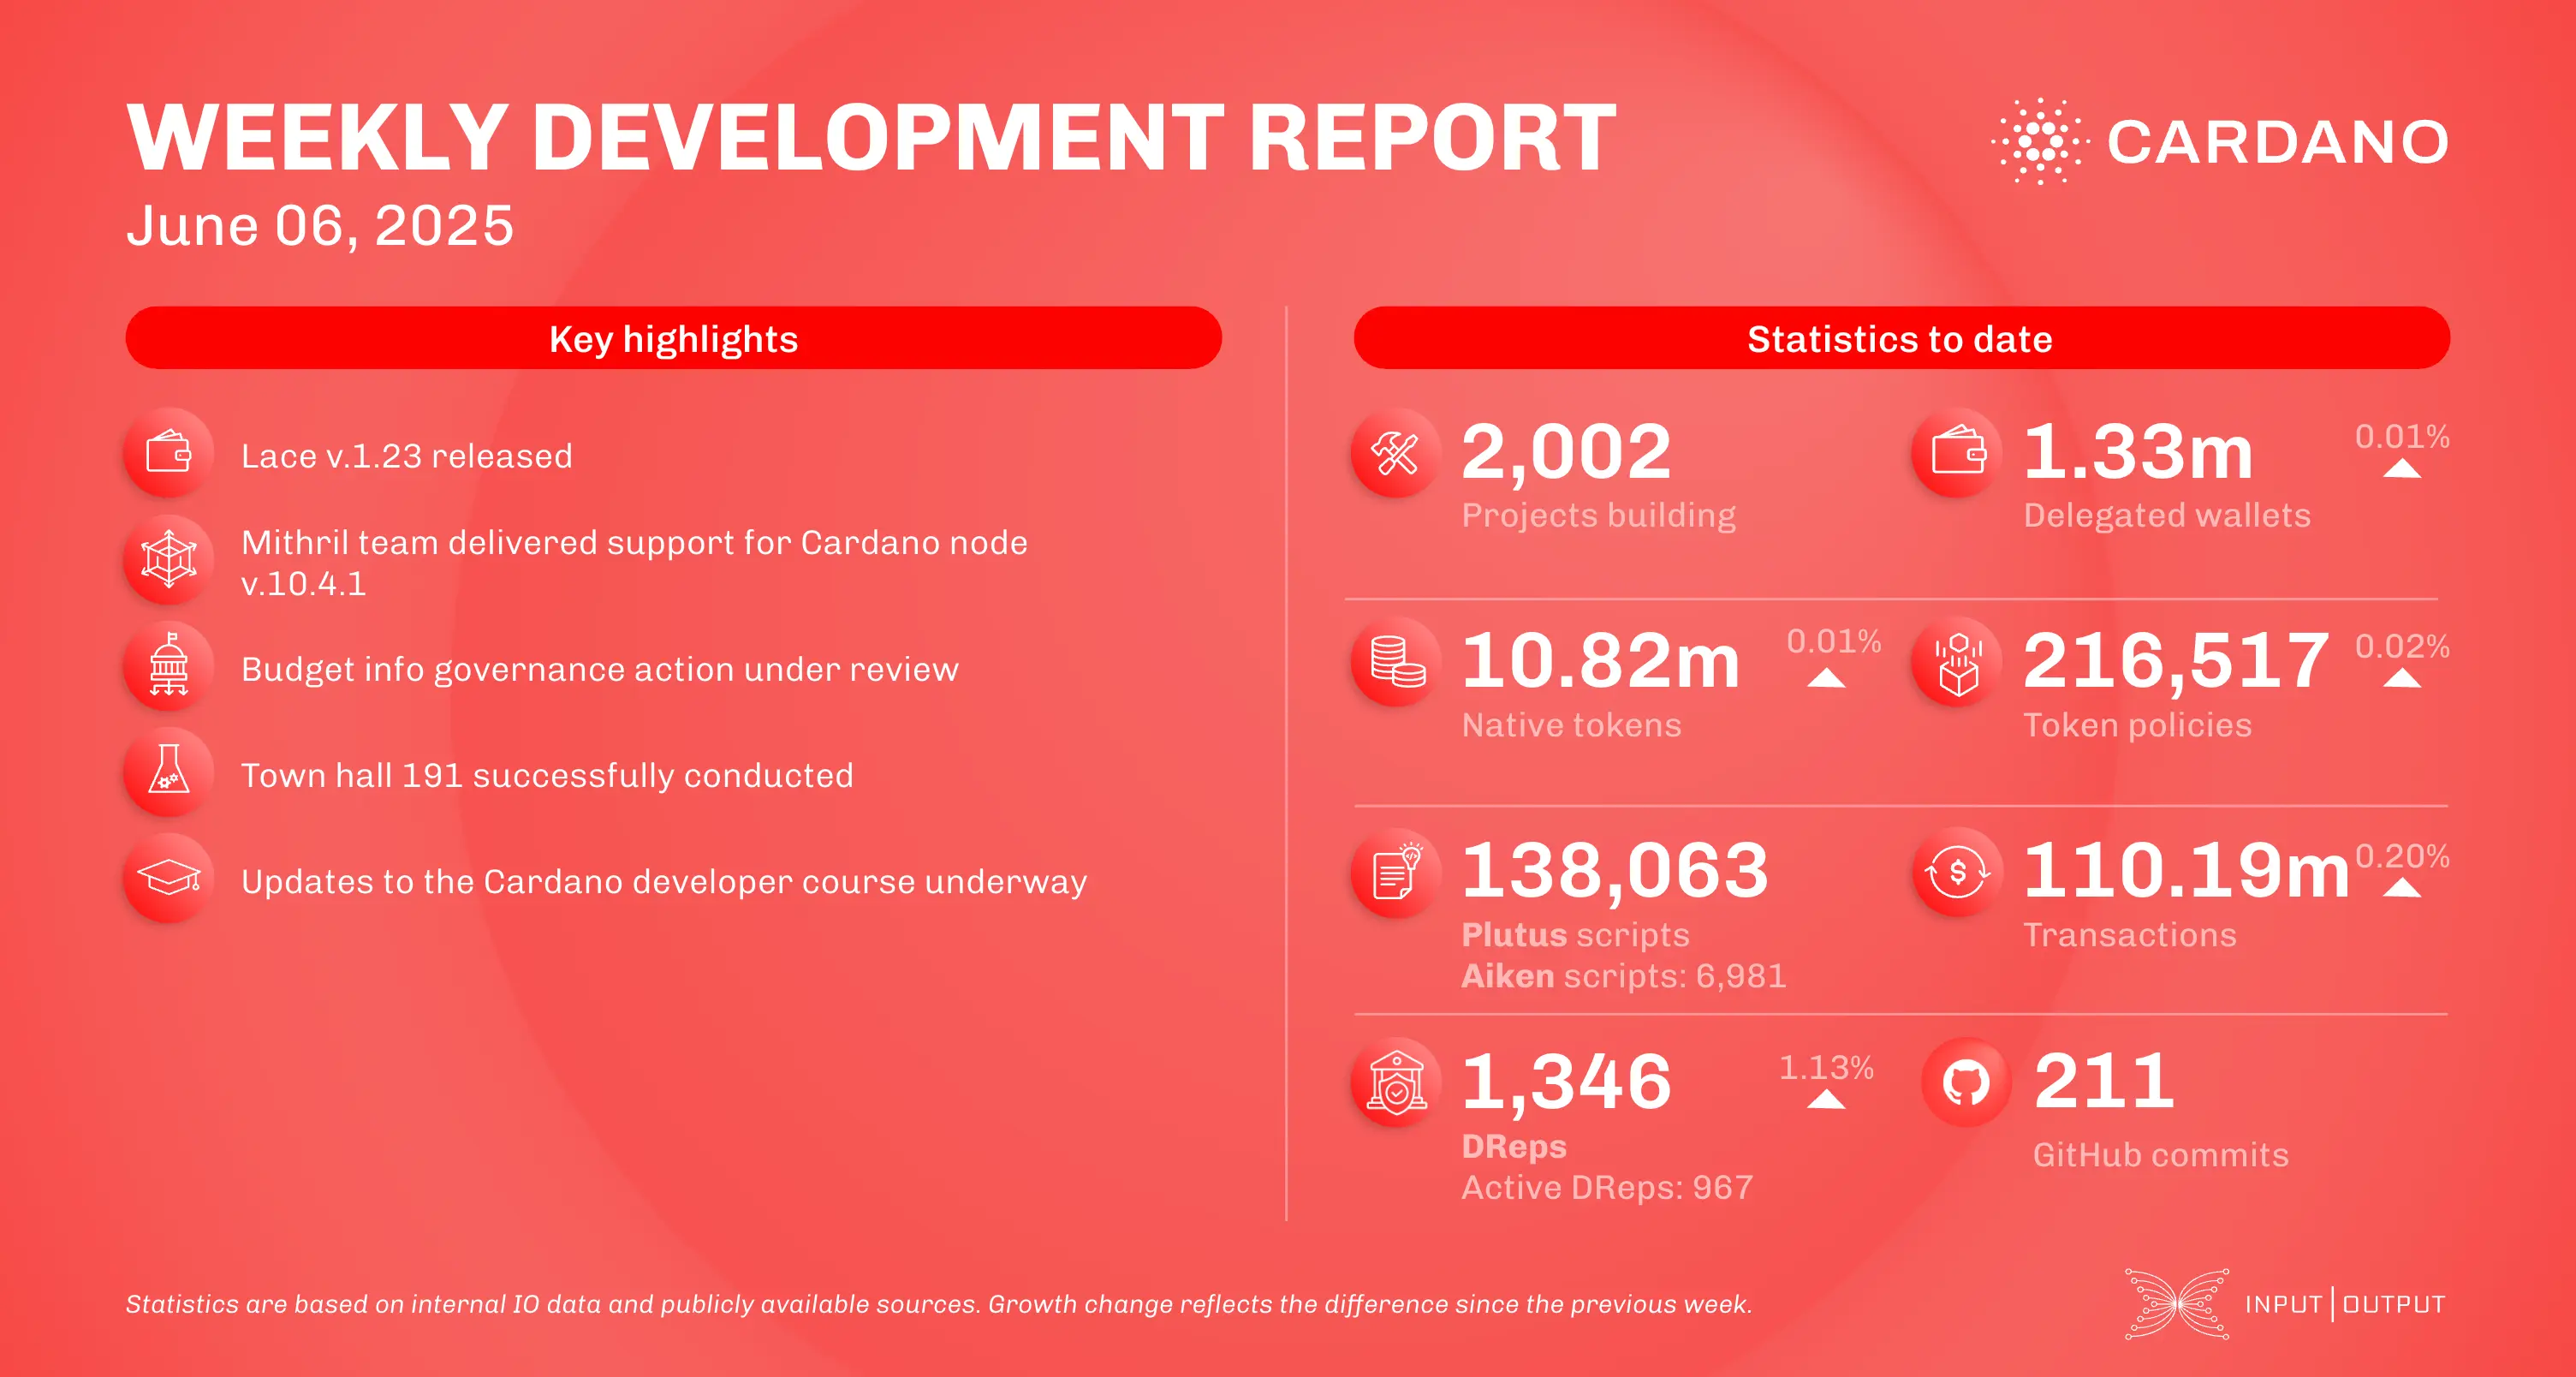 WEEKLY DEVELOPMENT REPORT
June 06, 2025
CARDANO
Key highlights
Lace v.1.23 released
Mithril team delivered support for Cardano node
v.10.4.1
Budget info governance action under review
Town hall 191 successfully conducted
Updates to the Cardano developer course underway
Statistics to date
2,002
Projects building
1.33m
0.01%
Delegated wallets
10.82m
0.01%
Native tokens
216,517
0.02%
Token policies
138,063
Plutus scripts
Aiken scripts: 6,981
110.19m
0.20%
Transactions
1,346
1.13%
DReps
Active DReps: 967
211
GitHub commits
Statistics are based on internal IO data and publicly available sources. Growth change reflects the difference since the previous week.
INPUT | OUTPUT